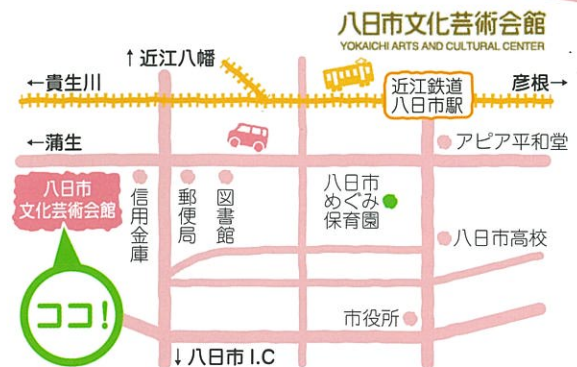 八日市文化芸術会館
YOKAICHI ARTS AND CULTURAL CENTER
↑近江八幡
←貴生川
近江鉄道
八日市駅
彦根→
←蒲生
アピア平和堂
八日市
文化芸術会館
信用金庫
郵便局
図書館
八日市
めぐみ
保育園
八日市高校
ココ!
市役所
↓八日市I.C